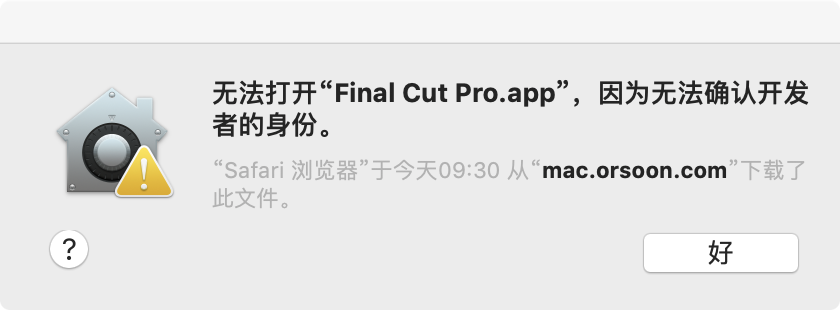 无法打开“Final Cut Pro.app”，因为无法确认开发
者的身份。
“Safari 浏览器”于今天09:30 从“mac.orsoon.com”下载了
此文件。
?
好